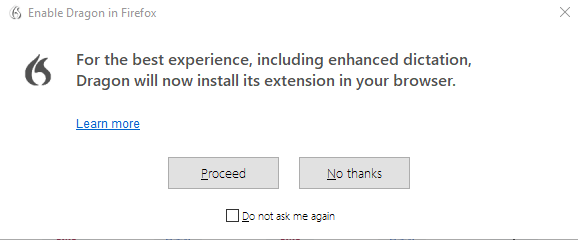 Enable Dragon in Firefox
For the best experience, including enhanced dictation,
Dragon will now install its extension in your browser.
Learn more
Proceed
No thanks
Do not ask me again